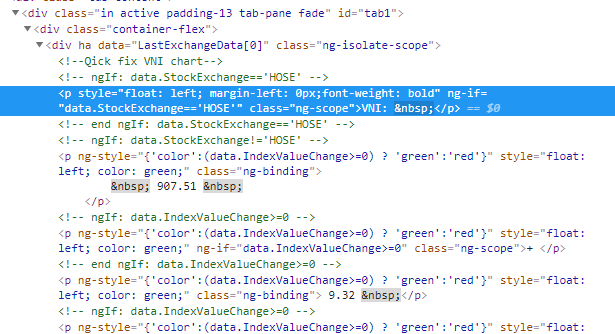 <div class="in active padding-13 tab-pane fade" id="tab1">
<div class="container-flex">
<div ha data="LastExchangeData[0]" class="ng-isolate-scope">
<!--Qick fix VNI chart-->
<!-- ngIf: data.StockExchange=='HOSE' -->
<p style="float: left; margin-left: 0px;font-weight: bold" ng-if=
"data.StockExchange=='HOSE'" class="ng-scope">VNI: &nbsp;</p> == $0
<!-- end ngIf: data.StockExchange=='HOSE' -->
<!-- ngIf: data.StockExchange!='HOSE' -->
<p ng-style="{'color':(data.IndexValueChange>=0) ? 'green':'red'}" style="float:
left; color: green;" class="ng-binding">
&nbsp; 907.51 &nbsp;
</p>
<!-- ngIf: data.IndexValueChange>=0 -->
<p ng-style="{'color':(data.IndexValueChange>=0) ? 'green':'red'}" style="float:
left; color: green;" ng-if="data.IndexValueChange>=0" class="ng-scope">+ </p>
<!-- end ngIf: data.IndexValueChange>=0 -->
<p ng-style="{'color':(data.IndexValueChange>=0) ? 'green':'red'}" style="float:
left; color: green;" class="ng-binding"> 9.32 &nbsp;</p>
<!-- ngIf: data.IndexValueChange>=0 -->
<p ng-style="{'color':(data.IndexValueChange>=0) ? 'green':'red'}" style="float: